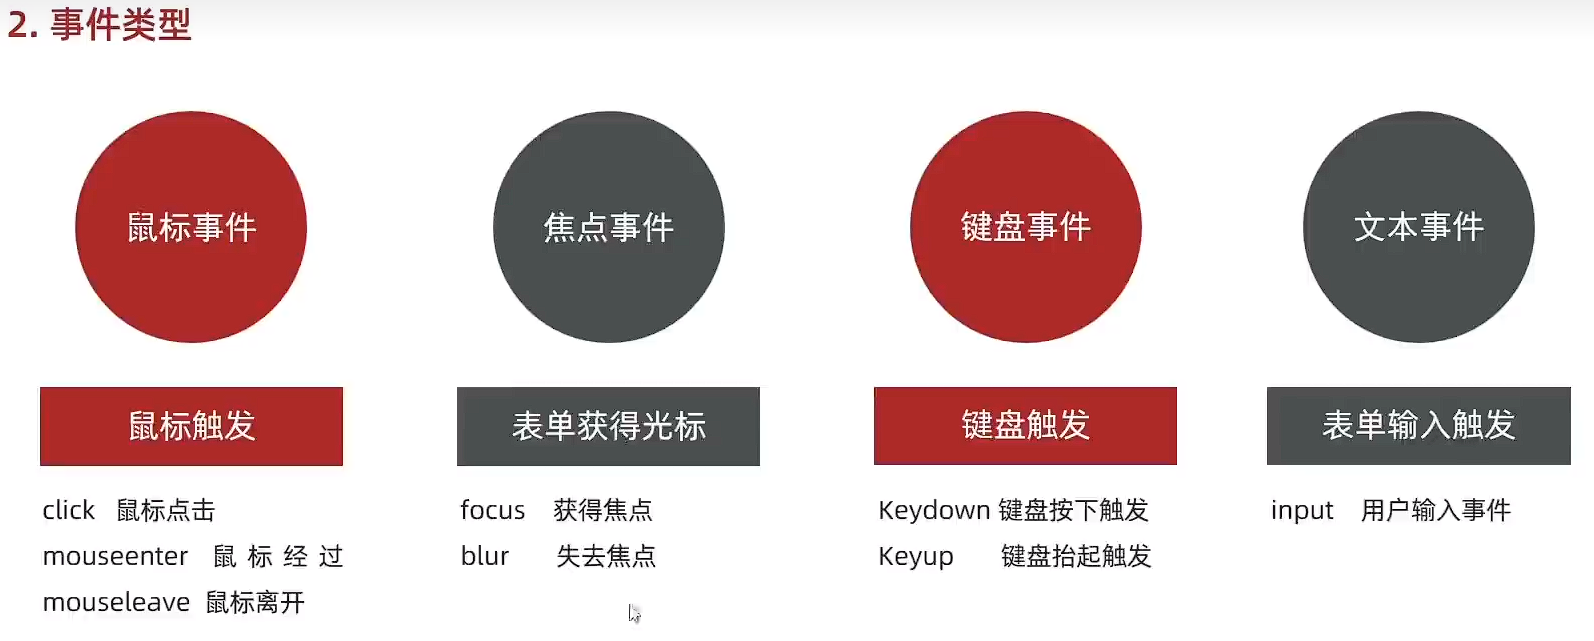 2. 事件类型
鼠标事件
焦点事件
键盘事件
文本事件
鼠标触发
表单获得光标
键盘触发
表单输入触发
click 鼠标点击
mouseenter 鼠标经过
mouseleave 鼠标离开
focus 获得焦点
blur 失去焦点
Keydown 键盘按下触发
Keyup 键盘抬起触发
input 用户输入事件